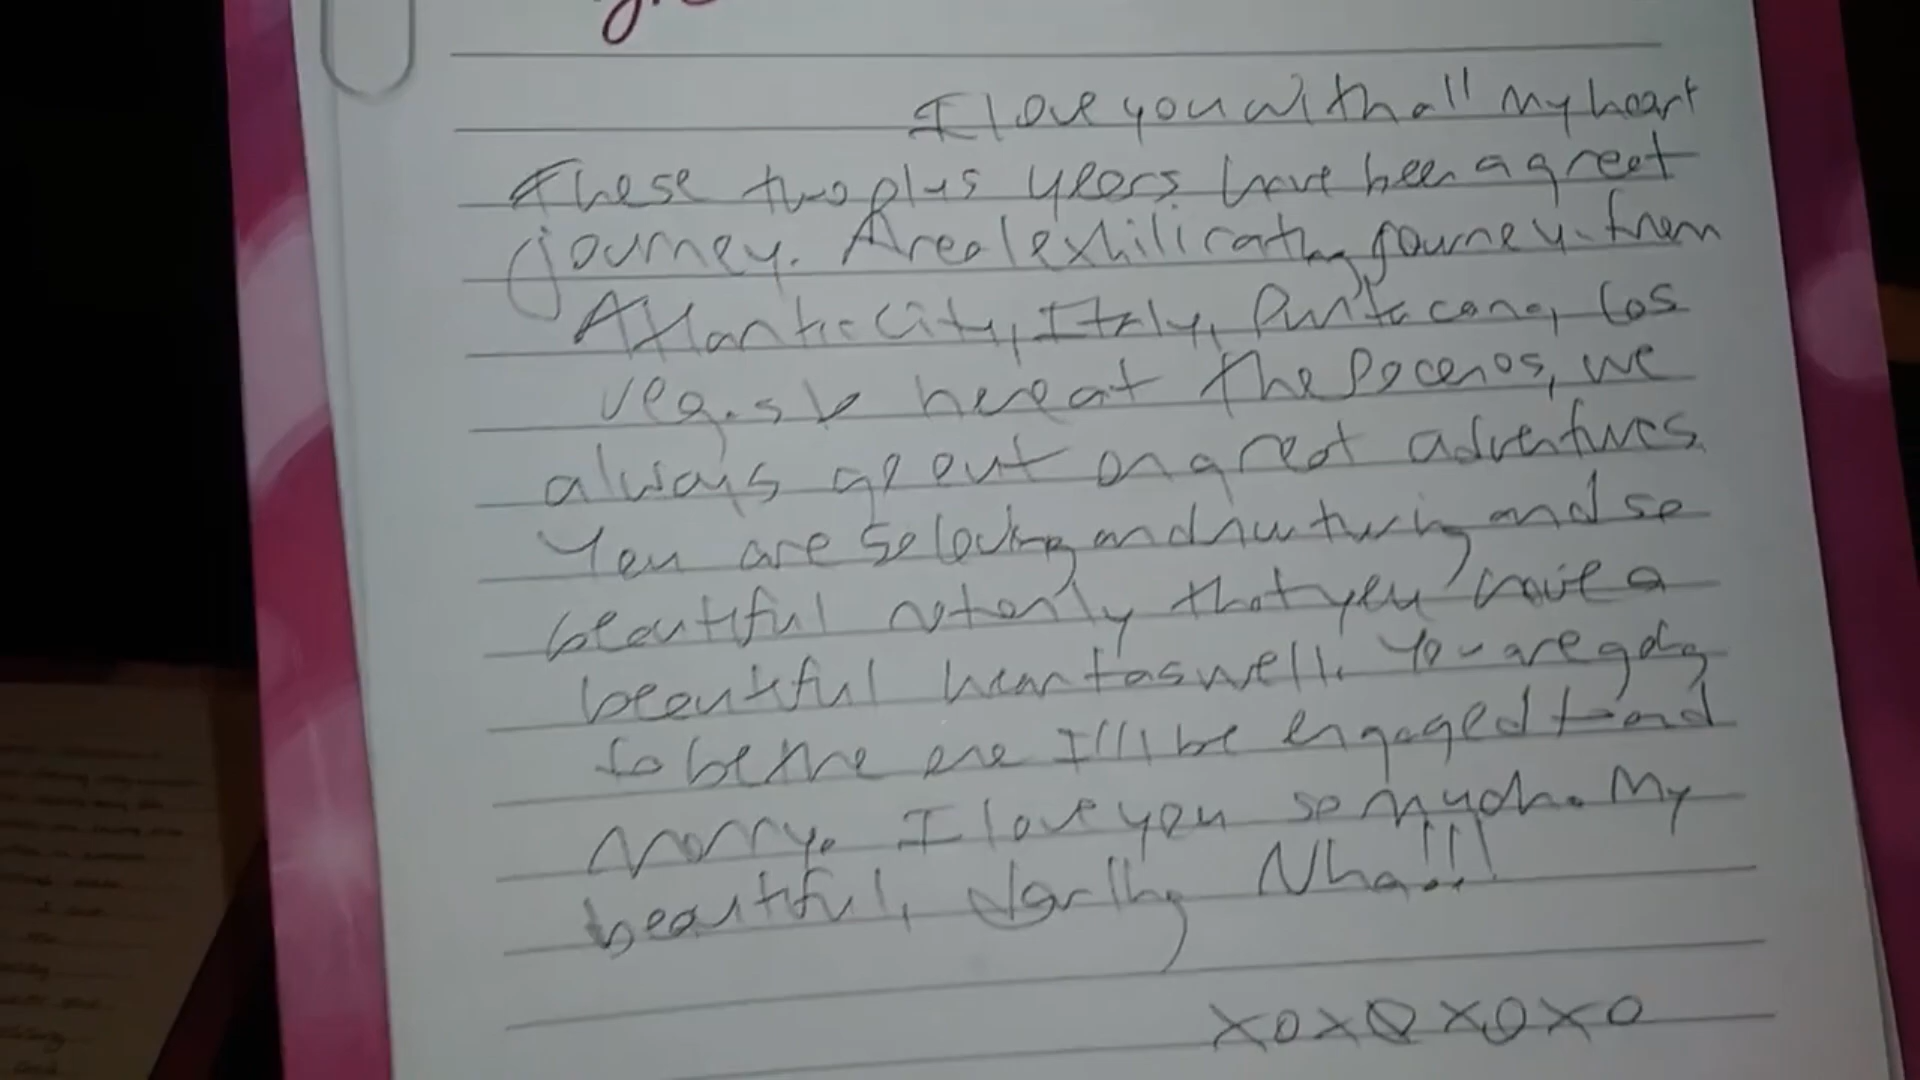 I love you with all my heart
These two plus years have been a great
journey. A real exhilirating journey. from
Atlantic City, Italy, Punta cana, Las
vegas to here at the Poconos, we
always go out on great adventures.
You are so loving and nurturing and so
beautiful not only that you have a
beautiful heart as well. You are going
to be the one I'll be engaged to and
marry. I love you so much. My
beautiful, darling Nha!!!
XOXOXOXO